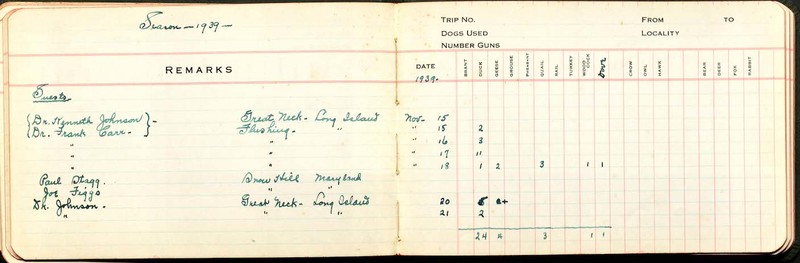 Season - 1939 -
REMARKS
Guests
Dr. Kenneth Johnson } - Great Neck - Long Island
Dr. Frank Carr. Flushing - "
"
"
"
Paul Stagg. Snow Hill Maryland
Joe Figgs " "
Dr. Johnson - Great Neck - Long Island
" " "
TRIP NO. FROM TO
DOGS USED LOCALITY
NUMBER GUNS
DATE BRANT DUCK GEESE GROUSE PHEASANT QUAIL RAIL TURKEY WOOD COCK Dove CROW OWL HAWK BEAR DEER FOX RABBIT
1939-
Nov- 15
" 15 2
" 16 3
" 17 11
" 18 1 2 3 1 1
20
21 2
24 3 1 1